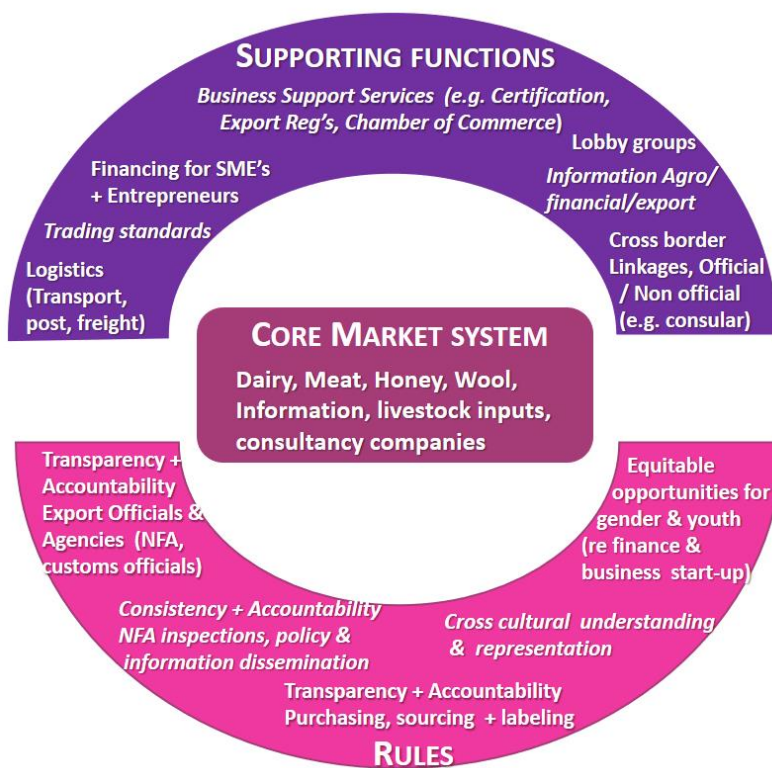 SUPPORTING FUNCTIONS
Business Support Services (e.g. Certification,
Export Reg's, Chamber of Commerce)
Lobby groups
Financing for SME's
+ Entrepreneurs
Information Agro/
financial/export
Trading standards
Cross border
Linkages, Official
/ Non official
(e.g. consular)
Logistics
(Transport,
post, freight)
CORE MARKET SYSTEM
Dairy, Meat, Honey, Wool,
Information, livestock inputs,
consultancy companies
Transparency +
Accountability
Export Officials &
Agencies (NFA,
customs officials)
Equitable
opportunities for
gender & youth
(re finance &
business start-up)
Consistency + Accountability
NFA inspections, policy &
information dissemination
Cross cultural understanding
& representation
Transparency + Accountability
Purchasing, sourcing + labeling
RULES